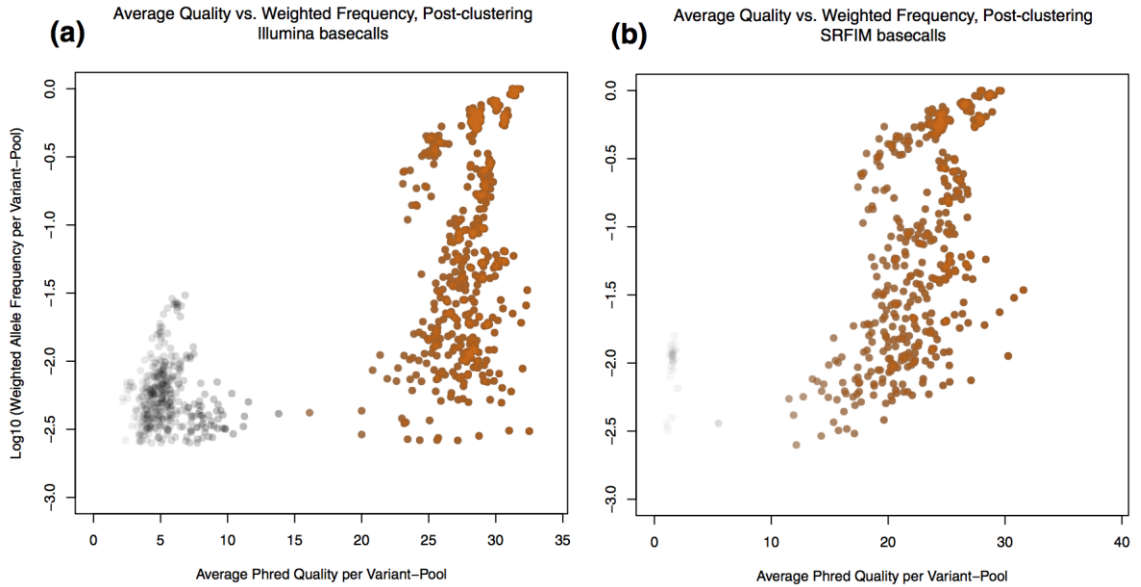 (a)
Average Quality vs. Weighted Frequency, Post-clustering
Illumina basecalls
Log10 (Weighted Allele Frequency per Variant-Pool)
0.0
-0.5
-1.0
-1.5
-2.0
-2.5
-3.0
0 5 10 15 20 25 30 35
Average Phred Quality per Variant-Pool
(b)
Average Quality vs. Weighted Frequency, Post-clustering
SRFIM basecalls
0.0
-0.5
-1.0
-1.5
-2.0
-2.5
-3.0
0 10 20 30 40
Average Phred Quality per Variant-Pool